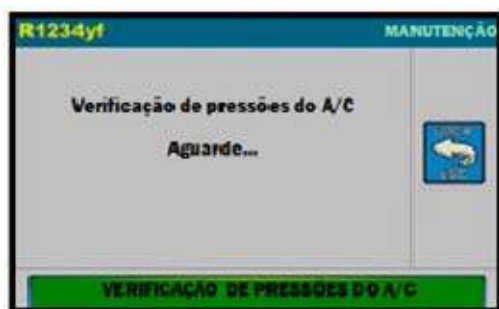 R1234yf
MANUTENÇÃO
Verificação de pressões do A/C
Aguarde...
VERIFICAÇÃO DE PRESSÕES DO A/C